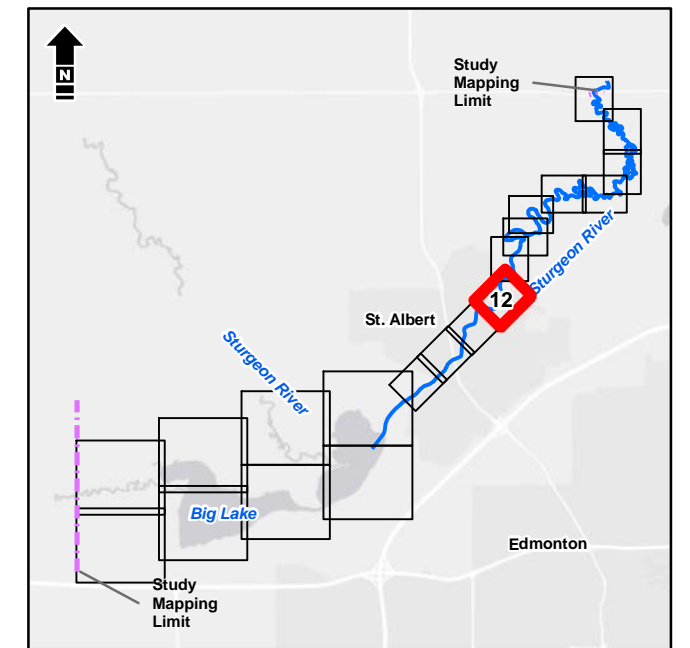 N
Study
Mapping
Limit
Sturgeon River
12
St. Albert
Sturgeon River
Big Lake
Edmonton
Study
Mapping
Limit